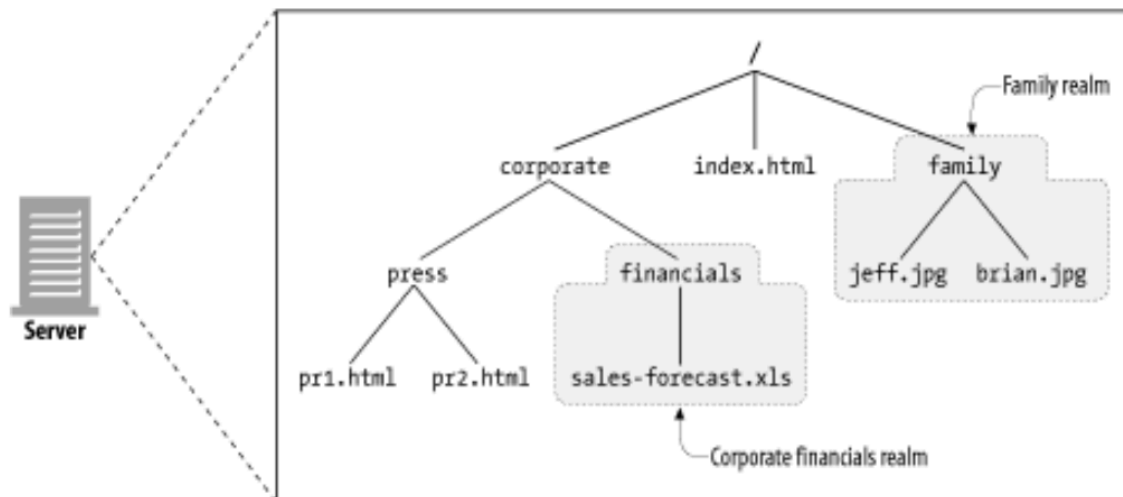 /
Family realm
corporate index.html family
press financials jeff.jpg brian.jpg
Server
pr1.html pr2.html sales-forecast.xls
Corporate financials realm